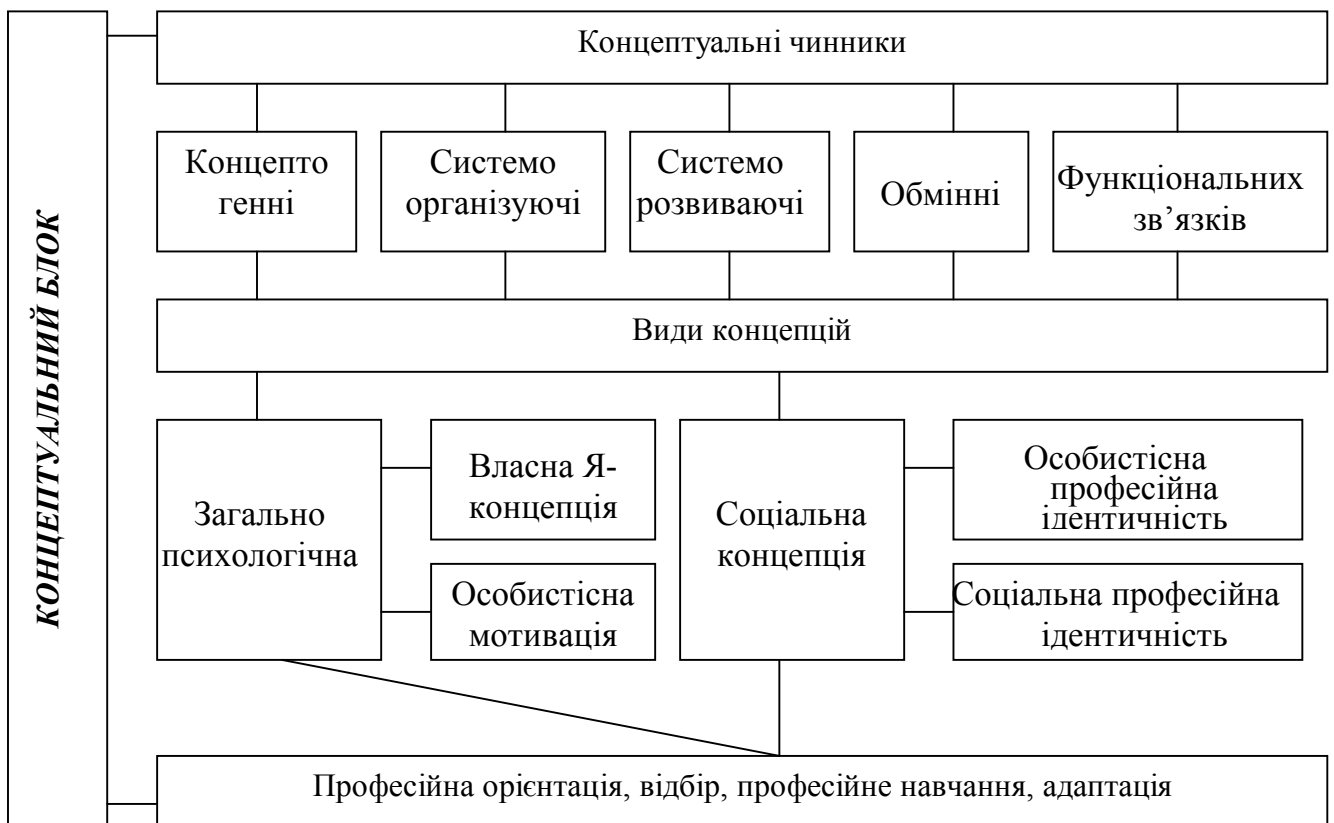 КОНЦЕПТУАЛЬНИЙ БЛОК
Концептуальні чинники
Концепто
генні
Системо
організуючі
Системо
розвиваючі
Обмінні
Функціональних
зв’язків
Види концепцій
Загально
психологічна
Власна Я-
концепція
Особистісна
мотивація
Соціальна
концепція
Особистісна
професійна
ідентичність
Соціальна професійна
ідентичність
Професійна орієнтація, відбір, професійне навчання, адаптація